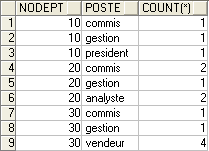 NODEPT POSTE COUNT(*)
1 10 commis 1
2 10 gestion 1
3 10 president 1
4 20 commis 2
5 20 gestion 1
6 20 analyste 2
7 30 commis 1
8 30 gestion 1
9 30 vendeur 4